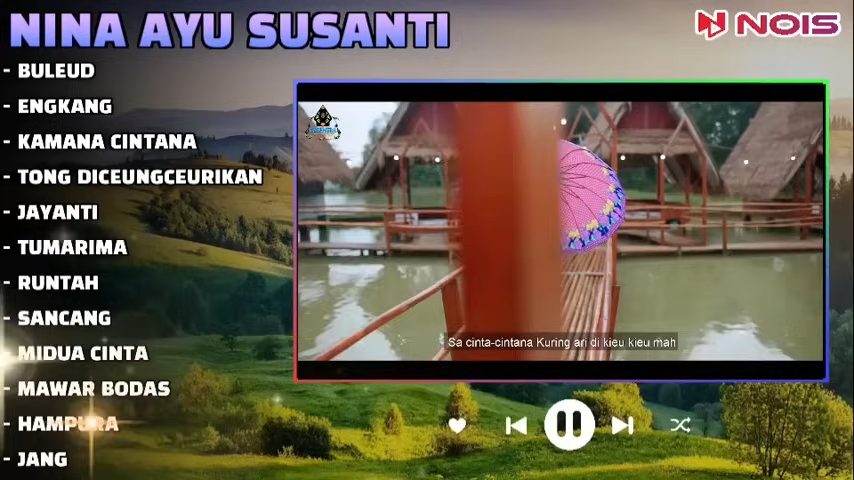 NINA AYU SUSANTI
NOIS
- BULEUD
- ENGKANG
- KAMANA CINTANA
- TONG DICEUNGCEURIKAN
- JAYANTI
- TUMARIMA
- RUNTAH
- SANCANG
- MIDUA CINTA
- MAWAR BODAS
- HAMPURA
- JANG
Sa cinta-cintana Kuring ari di kieu kieu mah